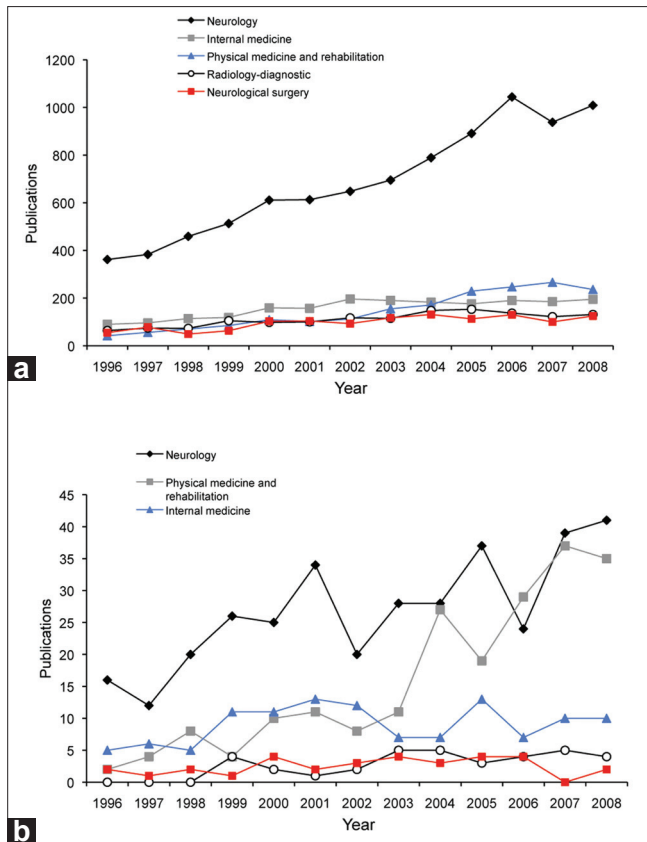 Neurology
Internal medicine
Physical medicine and rehabilitation
Radiology-diagnostic
Neurological surgery
1200
1000
800
600
400
200
0
Publications
1996 1997 1998 1999 2000 2001 2002 2003 2004 2005 2006 2007 2008
Year
a
Neurology
Physical medicine and
rehabilitation
Internal medicine
45
40
35
30
25
20
15
10
5
0
Publications
1996 1997 1998 1999 2000 2001 2002 2003 2004 2005 2006 2007 2008
Year
b